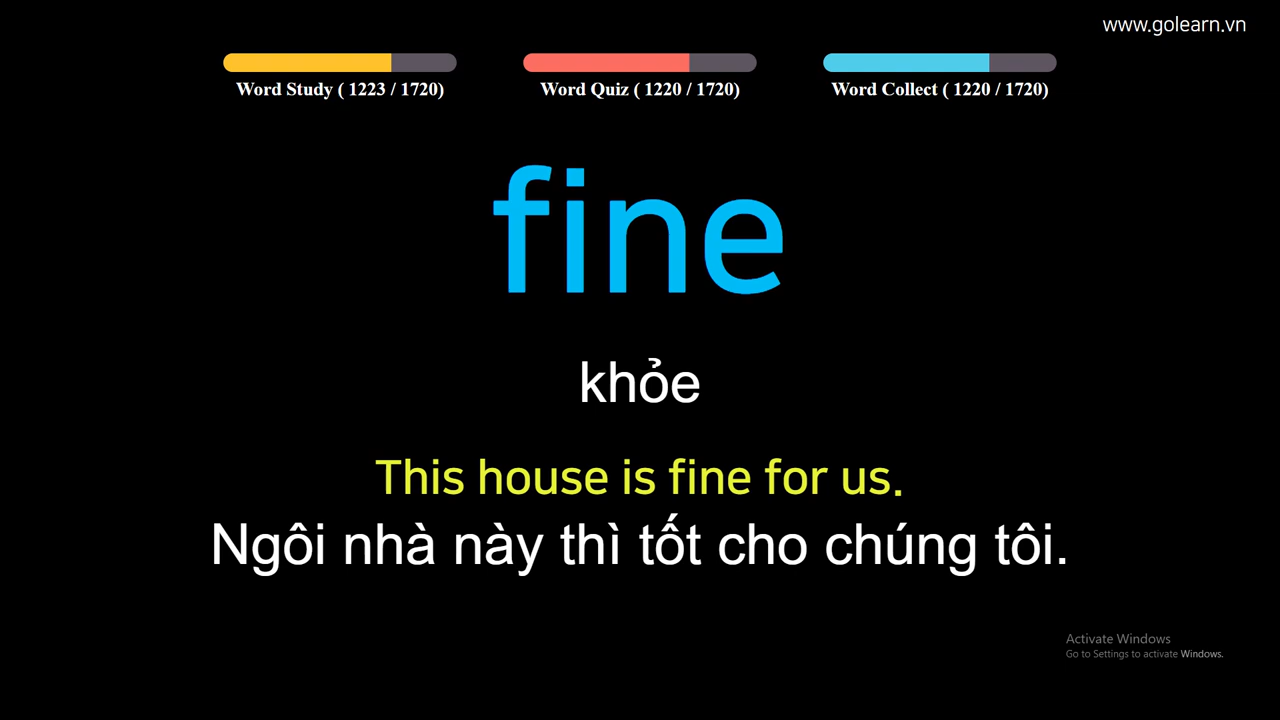 www.golearn.vn
Word Study ( 1223 / 1720)
Word Quiz ( 1220 / 1720)
Word Collect ( 1220 / 1720)
fine
khỏe
This house is fine for us.
Ngôi nhà này thì tốt cho chúng tôi.
Activate Windows
Go to Settings to activate Windows.